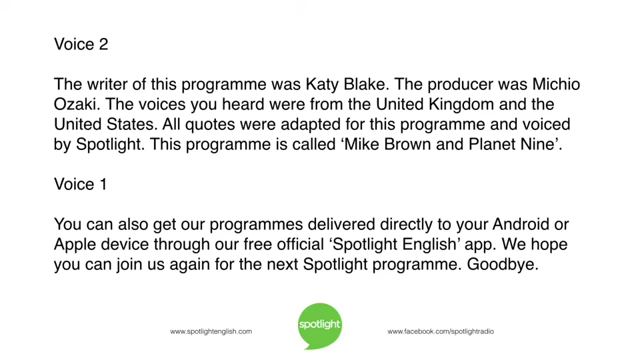 Voice 2
The writer of this programme was Katy Blake. The producer was Michio
Ozaki. The voices you heard were from the United Kingdom and the
United States. All quotes were adapted for this programme and voiced
by Spotlight. This programme is called ‘Mike Brown and Planet Nine’.
Voice 1
You can also get our programmes delivered directly to your Android or
Apple device through our free official ‘Spotlight English’ app. We hope
you can join us again for the next Spotlight programme. Goodbye.
www.spotlightenglish.com
spotlight
www.facebook.com/spotlightradio